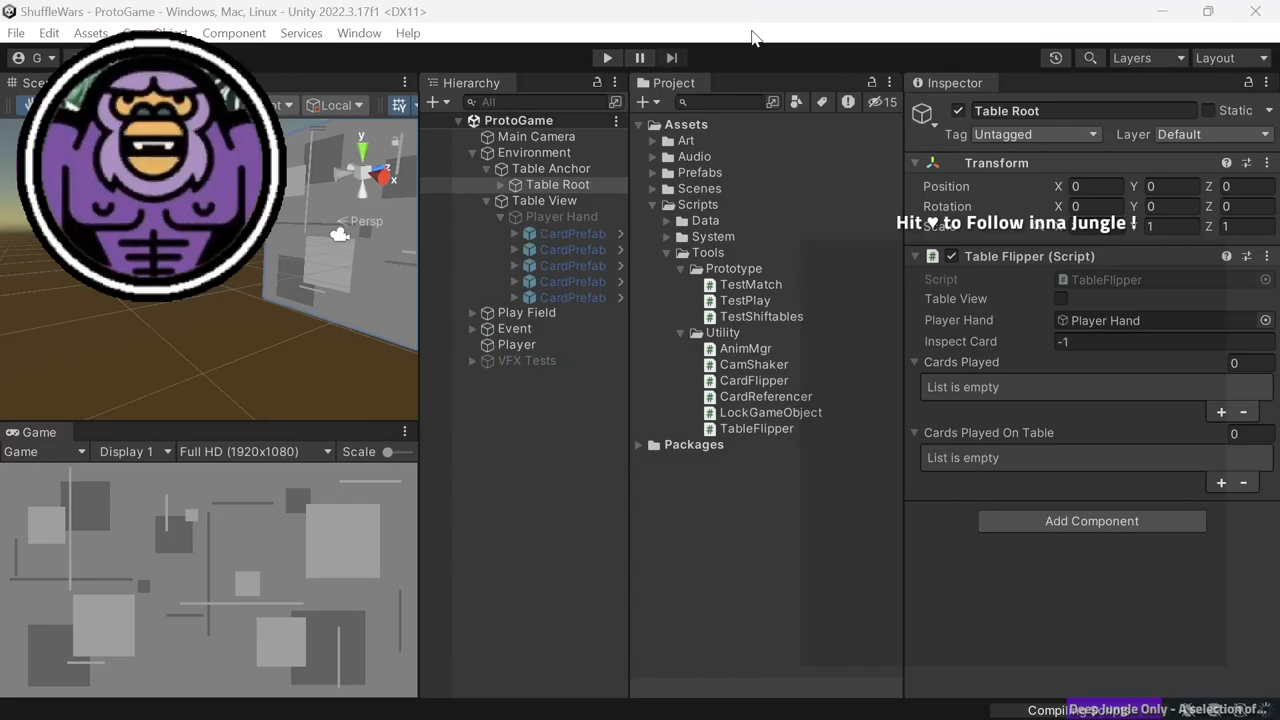 ShuffleWars - ProtoGame - Windows, Mac, Linux - Unity 2022.3.17f1 <DX11>
File Edit Assets Object Component Services Window Help
G
Layers
Layout
Local
y
x
z
< Persp
Game
Game
Display 1
Full HD (1920x1080)
Scale
Hierarchy
All
ProtoGame
Main Camera
Environment
Table Anchor
Table Root
Table View
Player Hand
CardPrefab
CardPrefab
CardPrefab
CardPrefab
CardPrefab
Play Field
Event
Player
VFX Tests
Project
15
Assets
Art
Audio
Prefabs
Scenes
Scripts
Data
System
Tools
Prototype
TestMatch
TestPlay
TestShiftables
Utility
AnimMgr
CamShaker
CardFlipper
CardReferencer
LockGameObject
TableFlipper
Packages
Inspector
Table Root
Static
Tag Untagged Layer Default
Transform
Position X 0 Y 0 Z 0
Rotation X 0 Y 0 Z 0
1 Y 1 Z 1
Hit ♥ to Follow inna Jungle !
Table Flipper (Script)
Script TableFlipper
Table View
Player Hand Player Hand
Inspect Card -1
Cards Played 0
List is empty
+ -
Cards Played On Table 0
List is empty
+ -
Add Component
Deep Jungle Only - A selection of...